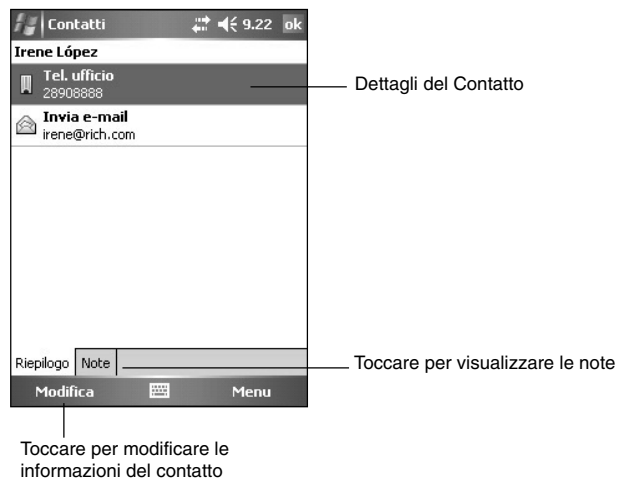 Contatti 9.22 ok
Irene López
Tel. ufficio
28908888
Dettagli del Contatto
Invia e-mail
irene@rich.com
Riepilogo Note
Toccare per visualizzare le note
Modifica Menu
Toccare per modificare le
informazioni del contatto